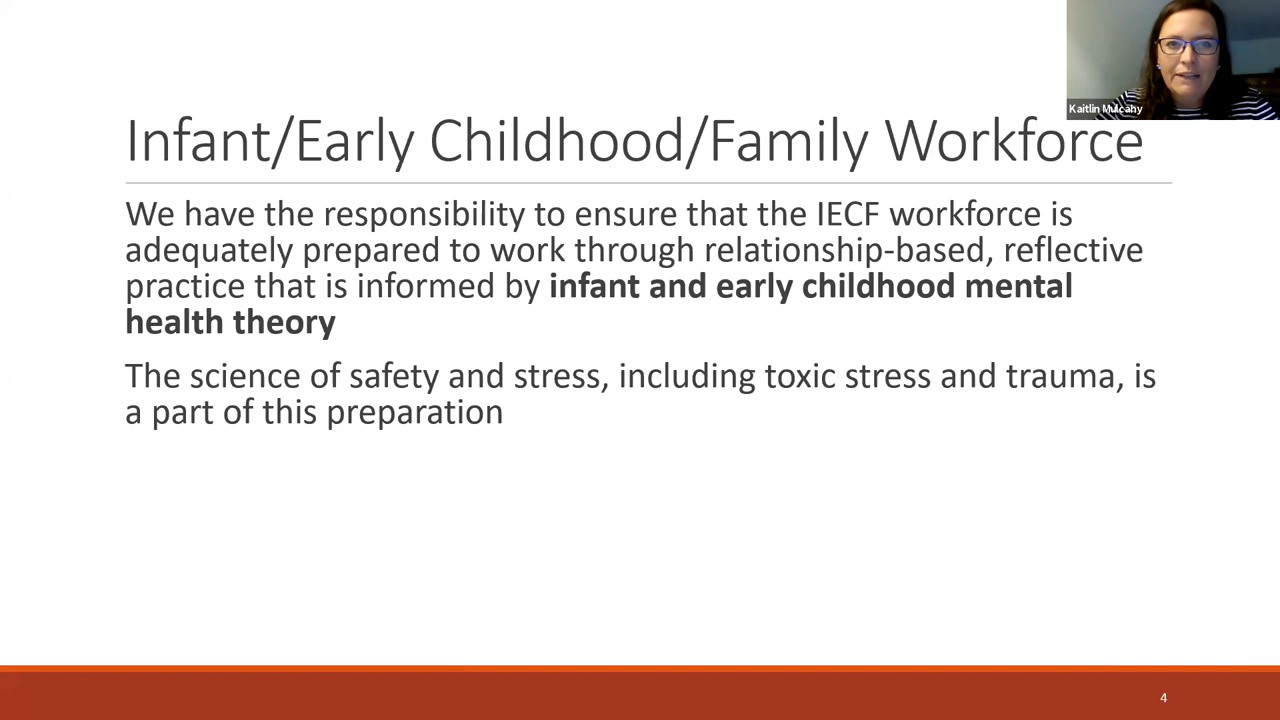 Kaitlin Mulcahy
Infant/Early Childhood/Family Workforce
We have the responsibility to ensure that the IECF workforce is
adequately prepared to work through relationship-based, reflective
practice that is informed by infant and early childhood mental
health theory
The science of safety and stress, including toxic stress and trauma, is
a part of this preparation
4